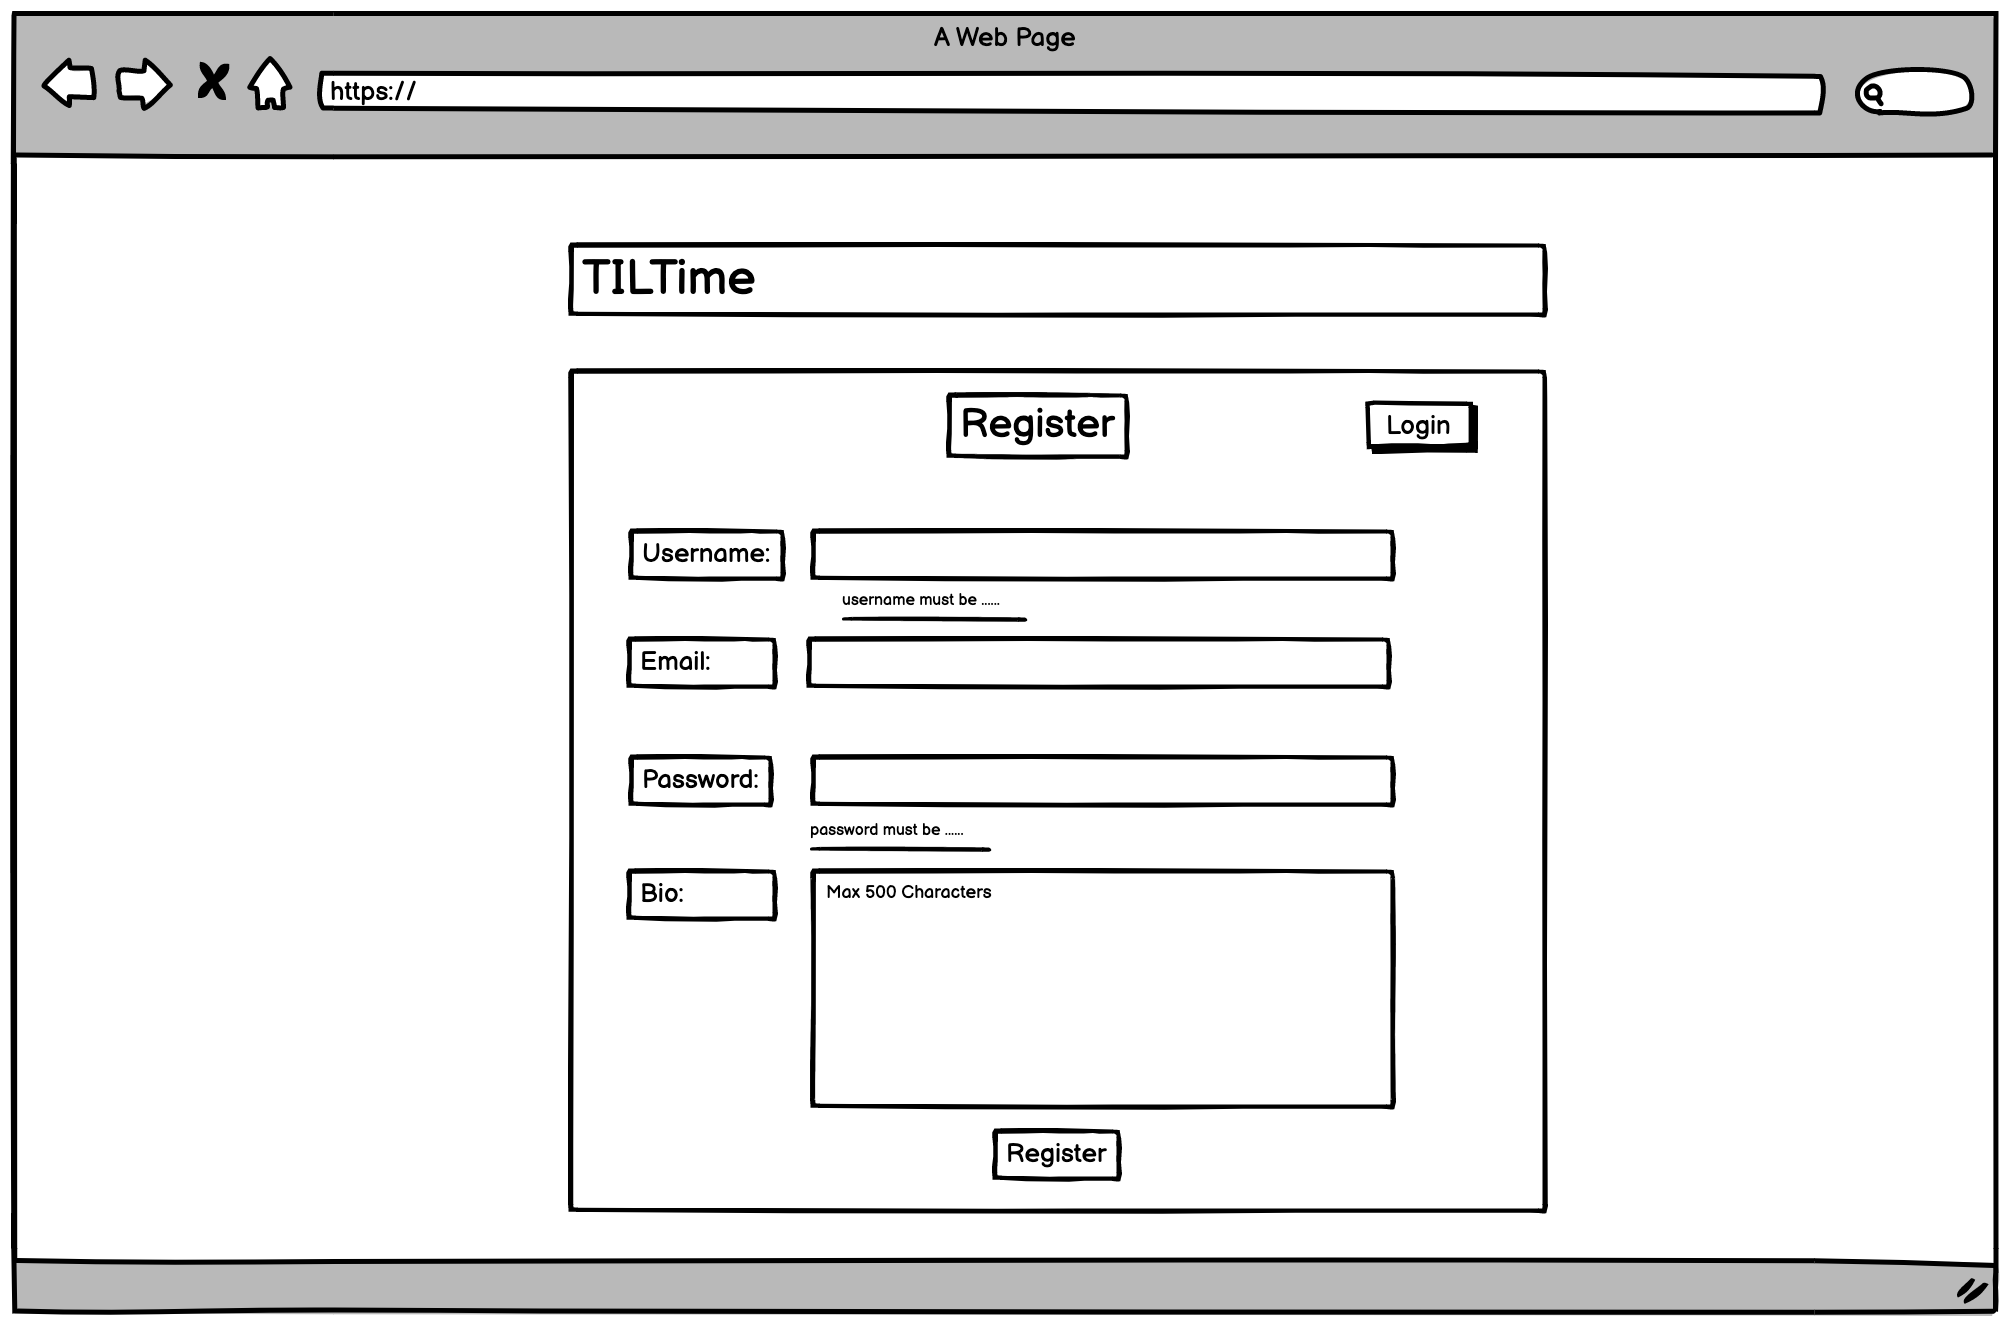 A Web Page
https://
TILTime
Register
Login
Username:
username must be ......
Email:
Password:
password must be ......
Bio:
Max 500 Characters
Register